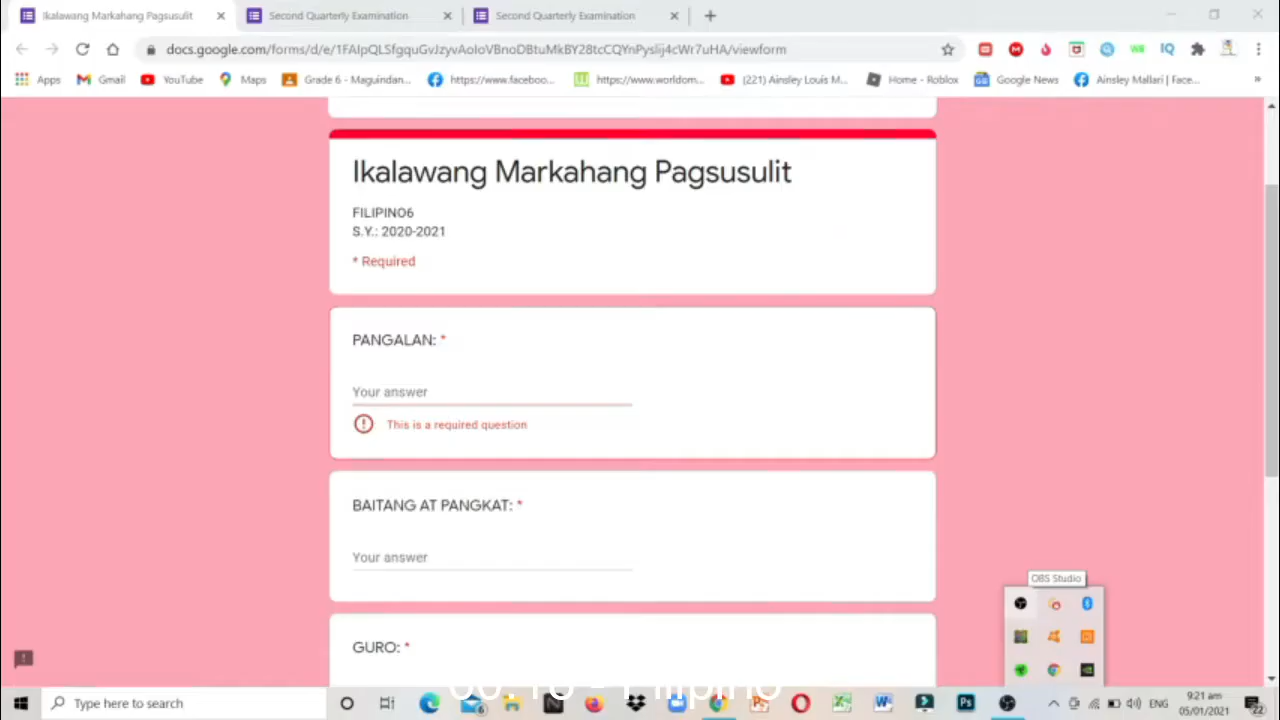 Ikalawang Markahang Pagsusulit
Second Quarterly Examination
Second Quarterly Examination
docs.google.com/forms/d/e/1FAIpQLSfgquGvJzyvAoIoVBnoDBtuMkBY28tcCQYnPyslij4cWr7uHA/viewform
Apps
Gmail
YouTube
Maps
Grade 6 - Maguindan...
https://www.faceboo...
https://www.worldom...
(221) Ainsley Louis M...
Home - Roblox
Google News
Ainsley Mallari | Face...
»
Ikalawang Markahang Pagsusulit
FILIPINO6
S.Y.: 2020-2021
* Required
PANGALAN: *
Your answer
This is a required question
BAITANG AT PANGKAT: *
Your answer
OBS Studio
GURO: *
Filipino
Type here to search
ENG
9:21 am
05/01/2021
22